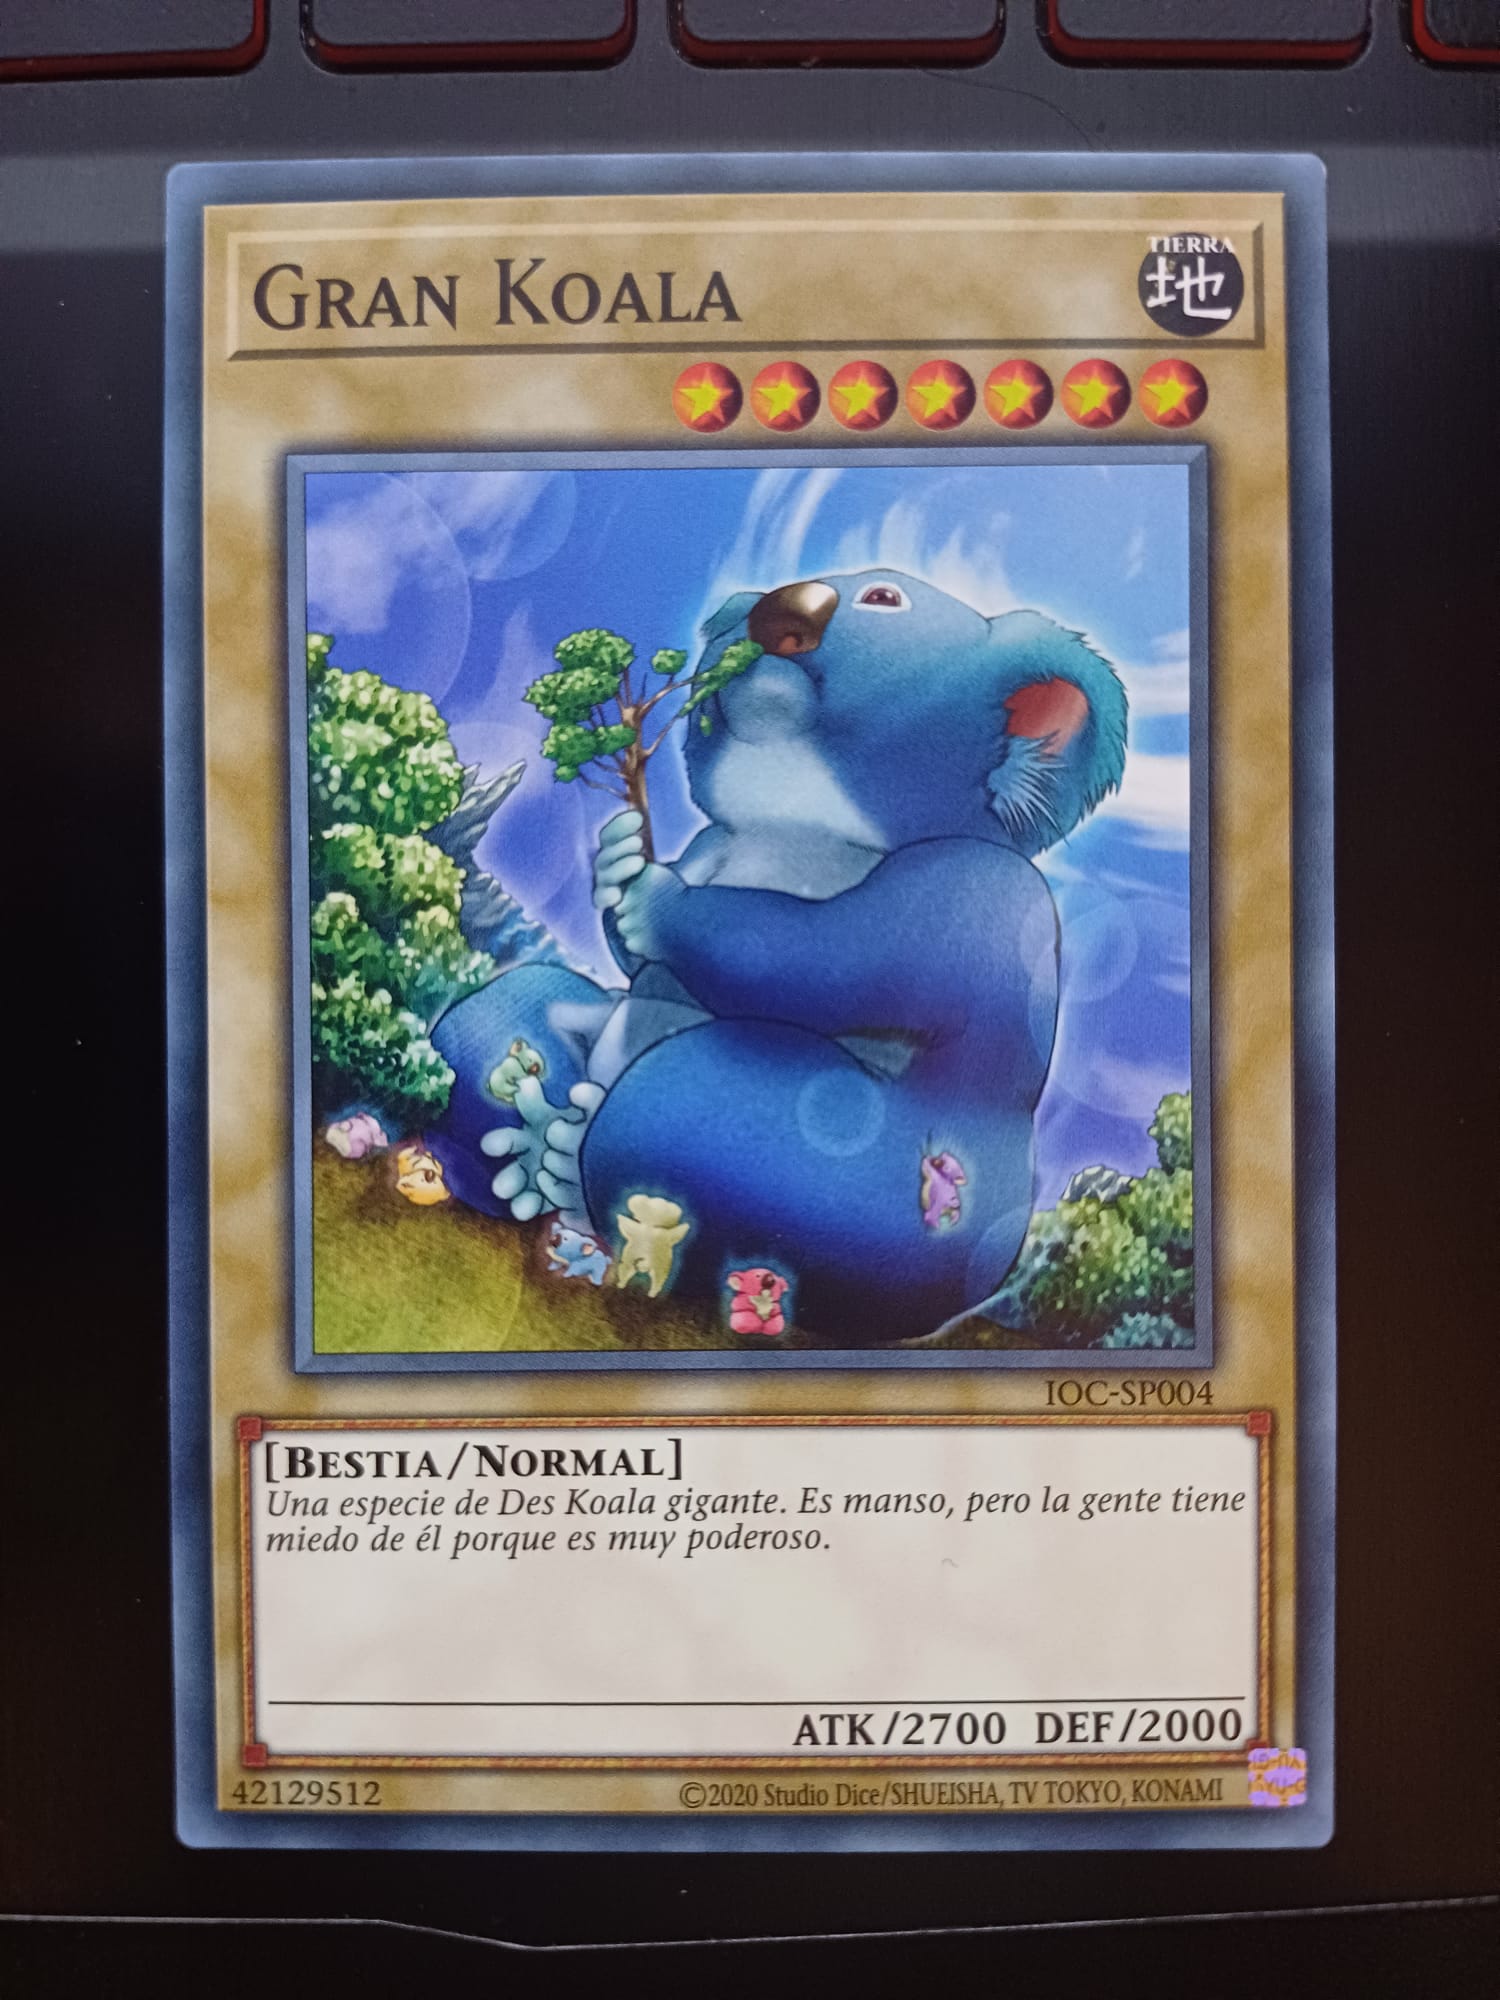 GRAN KOALA
TIERRA
地
IOC-SP004
[BESTIA/NORMAL]
Una especie de Des Koala gigante. Es manso, pero la gente tiene
miedo de él porque es muy poderoso.
ATK/2700 DEF/2000
42129512
©2020 Studio Dice/SHUEISHA, TV TOKYO, KONAMI